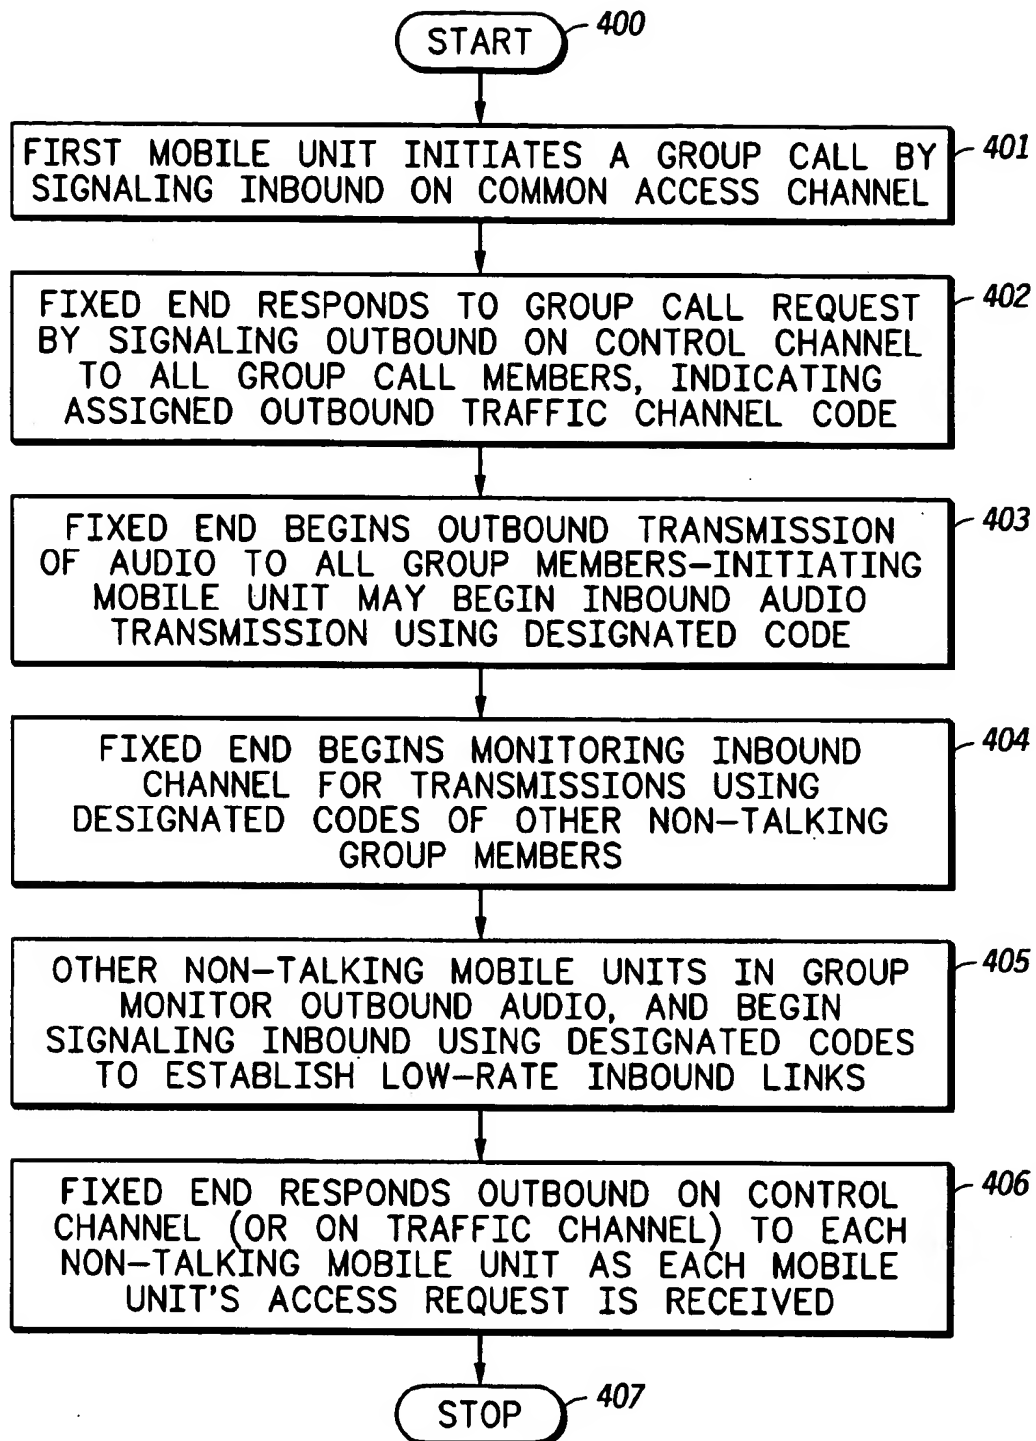 START
400
FIRST MOBILE UNIT INITIATES A GROUP CALL BY
SIGNALING INBOUND ON COMMON ACCESS CHANNEL
401
FIXED END RESPONDS TO GROUP CALL REQUEST
BY SIGNALING OUTBOUND ON CONTROL CHANNEL
TO ALL GROUP CALL MEMBERS, INDICATING
ASSIGNED OUTBOUND TRAFFIC CHANNEL CODE
402
FIXED END BEGINS OUTBOUND TRANSMISSION
OF AUDIO TO ALL GROUP MEMBERS-INITIATING
MOBILE UNIT MAY BEGIN INBOUND AUDIO
TRANSMISSION USING DESIGNATED CODE
403
FIXED END BEGINS MONITORING INBOUND
CHANNEL FOR TRANSMISSIONS USING
DESIGNATED CODES OF OTHER NON-TALKING
GROUP MEMBERS
404
OTHER NON-TALKING MOBILE UNITS IN GROUP
MONITOR OUTBOUND AUDIO, AND BEGIN
SIGNALING INBOUND USING DESIGNATED CODES
TO ESTABLISH LOW-RATE INBOUND LINKS
405
FIXED END RESPONDS OUTBOUND ON CONTROL
CHANNEL (OR ON TRAFFIC CHANNEL) TO EACH
NON-TALKING MOBILE UNIT AS EACH MOBILE
UNIT'S ACCESS REQUEST IS RECEIVED
406
STOP
407